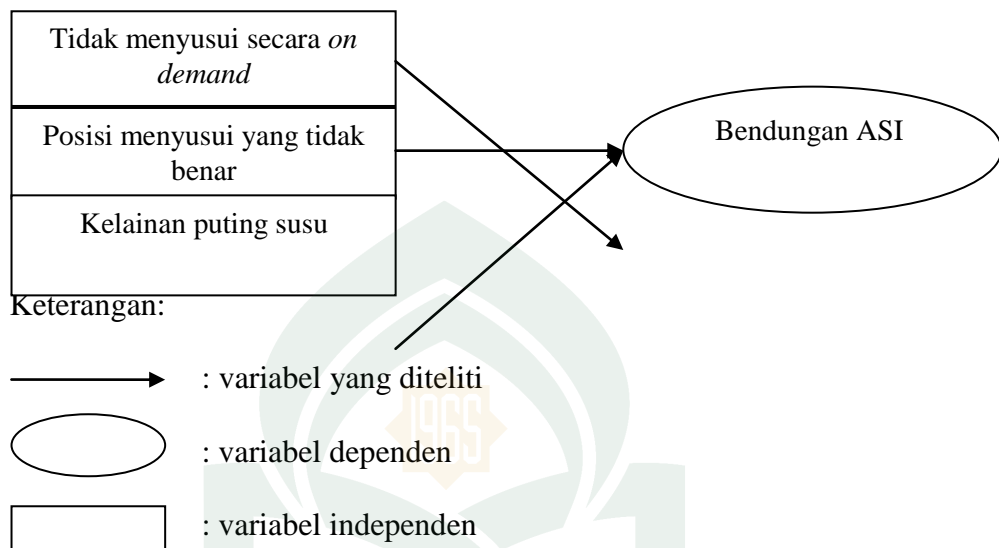 Tidak menyusui secara on
demand
Posisi menyusui yang tidak
benar
Kelainan puting susu
Bendungan ASI
Keterangan:
: variabel yang diteliti
: variabel dependen
: variabel independen
1965